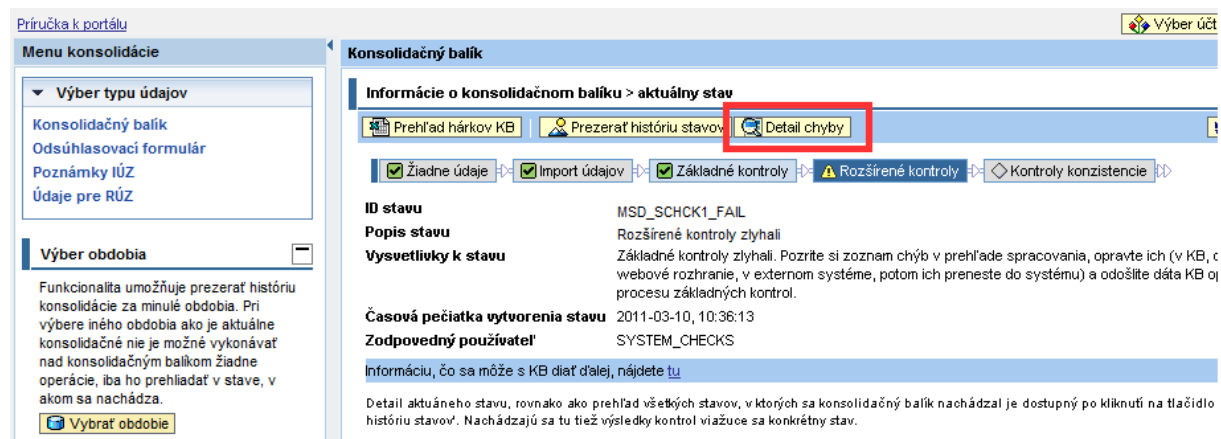 Príručka k portálu
Výber účt
Menu konsolidácie
Výber typu údajov
Konsolidačný balík
Odsúhlasovací formulár
Poznámky IÚZ
Údaje pre RÚZ
Výber obdobia
Funkcionalita umožňuje prezerať históriu
konsolidácie za minulé obdobia. Pri
výbere iného obdobia ako je aktuálne
konsolidačné nie je možné vykonávať
nad konsolidačným balíkom žiadne
operácie, iba ho prehliadať v stave, v
akom sa nachádza.
Vybrať obdobie
Konsolidačný balík
Informácie o konsolidačnom balíku > aktuálny stav
Prehľad hárkov KB Prezerať históriu stavov Detail chyby
Žiadne údaje Import údajov Základné kontroly Rozšírené kontroly Kontroly konzistencie
ID stavu MSD_SCHCK1_FAIL
Popis stavu Rozšírené kontroly zlyhali
Vysvetlivky k stavu Základné kontroly zlyhali. Pozrite si zoznam chýb v prehľade spracovania, opravte ich (v KB,
webové rozhranie, v externom systéme, potom ich preneste do systému) a odošlite dáta KB
procesu základných kontrol.
Časová pečiatka vytvorenia stavu 2011-03-10, 10:36:13
Zodpovedný používateľ SYSTEM_CHECKS
Informáciu, čo sa môže s KB diať ďalej, nájdete tu
Detail aktuáneho stavu, rovnako ako prehľad všetkých stavov, v ktorých sa konsolidačný balík nachádzal je dostupný po kliknutí na tlačidlo
históriu stavov'. Nachádzajú sa tu tiež výsledky kontrol viažuce sa konkrétny stav.